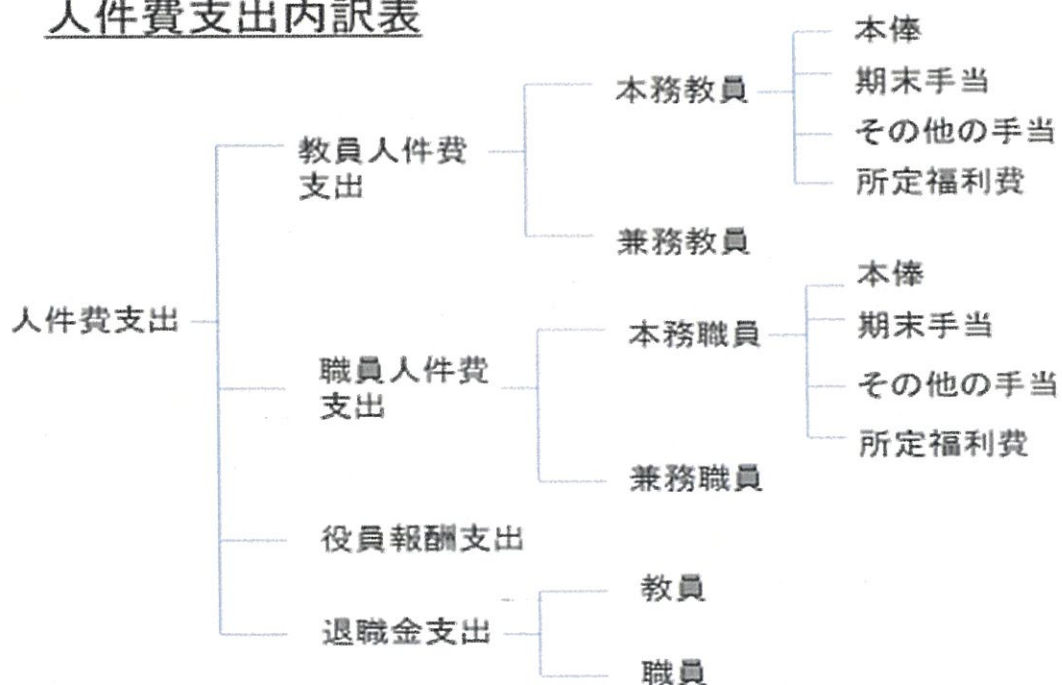 人件費支出内訳表
人件費支出
教員人件費
支出
本務教員
本俸
期末手当
その他の手当
所定福利費
兼務教員
職員人件費
支出
本務職員
本俸
期末手当
その他の手当
所定福利費
兼務職員
役員報酬支出
退職金支出
教員
職員